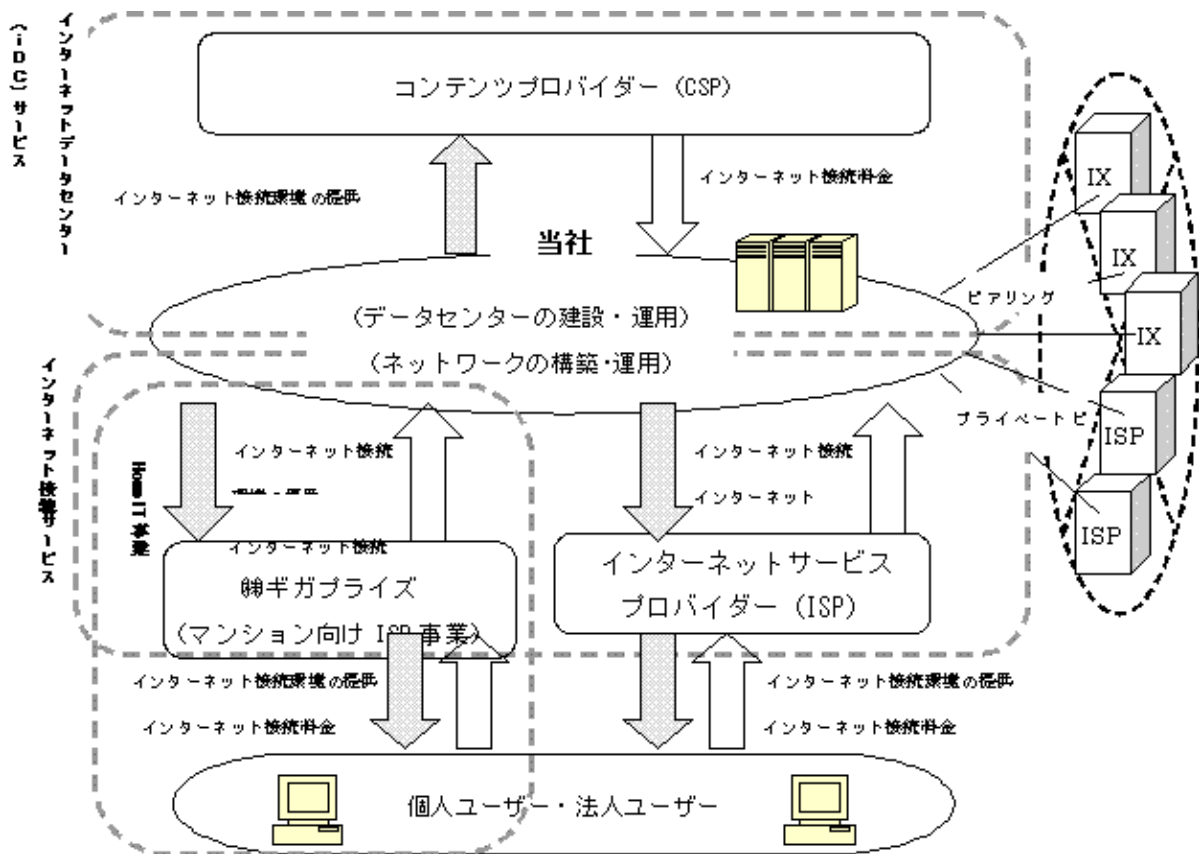 インターネットデータセンター
(iDC)サービス
コンテンツプロバイダー (CSP)
インターネット接続環境の提供
インターネット接続料金
当社
(データセンターの建設・運用)
(ネットワークの構築・運用)
ピアリング
プライベートピ
IX
IX
IX
ISP
ISP
インターネット接続サービス
Home IT 事業
インターネット接続
インターネット接続
インターネット接続
インターネット
㈱ギガプライズ
(マンション向け ISP 事業)
インターネットサービス
プロバイダー (ISP)
インターネット接続環境の提供
インターネット接続料金
インターネット接続環境の提供
インターネット接続料金
個人ユーザー・法人ユーザー